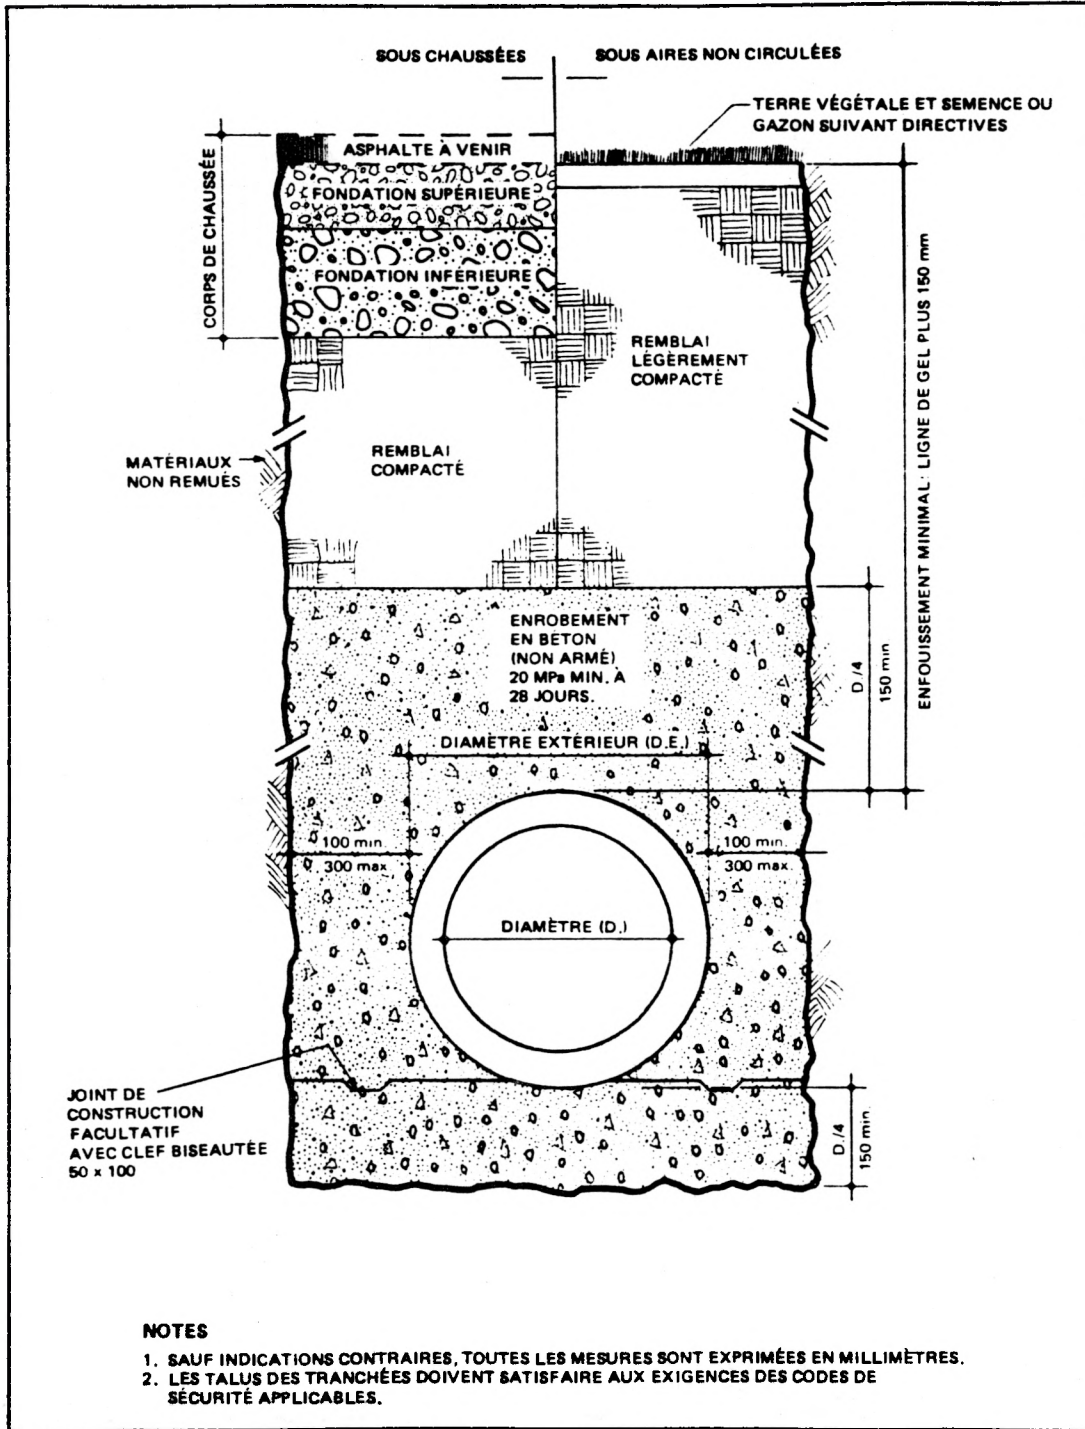 SOUS CHAUSSÉES
SOUS AIRES NON CIRCULÉES
TERRE VÉGÉTALE ET SEMENCE OU
GAZON SUIVANT DIRECTIVES
ASPHALTE À VENIR
FONDATION SUPÉRIEURE
FONDATION INFÉRIEURE
CORPS DE CHAUSSÉE
REMBLAI
LÉGÈREMENT
COMPACTÉ
REMBLAI
COMPACTÉ
MATÉRIAUX
NON REMUÉS
ENFOUISSEMENT MINIMAL: LIGNE DE GEL PLUS 150 mm
ENROBEMENT
EN BÉTON
(NON ARMÉ)
20 MPa MIN. À
28 JOURS.
D./4
150 min
DIAMÈTRE EXTÉRIEUR (D.E.)
100 min.
300 max.
100 min.
300 max.
DIAMÈTRE (D.)
JOINT DE
CONSTRUCTION
FACULTATIF
AVEC CLEF BISEAUTÉE
50 x 100
D./4
150 min.
NOTES
1. SAUF INDICATIONS CONTRAIRES, TOUTES LES MESURES SONT EXPRIMÉES EN MILLIMÈTRES.
2. LES TALUS DES TRANCHÉES DOIVENT SATISFAIRE AUX EXIGENCES DES CODES DE
SÉCURITÉ APPLICABLES.